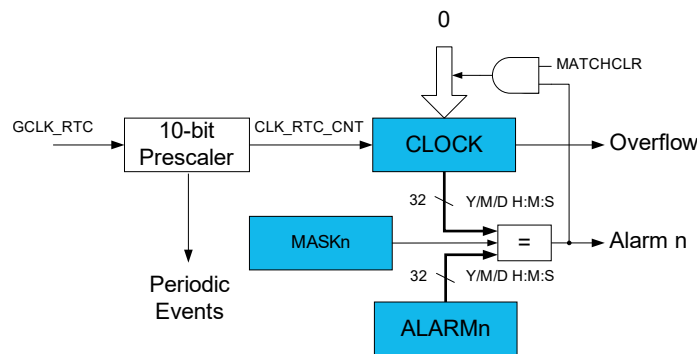 0
MATCHCLR
GCLK_RTC
10-bit
Prescaler
CLK_RTC_CNT
CLOCK
Overflow
32
Y/M/D H:M:S
MASKn
=
Alarm n
Periodic
Events
32
Y/M/D H:M:S
ALARMn